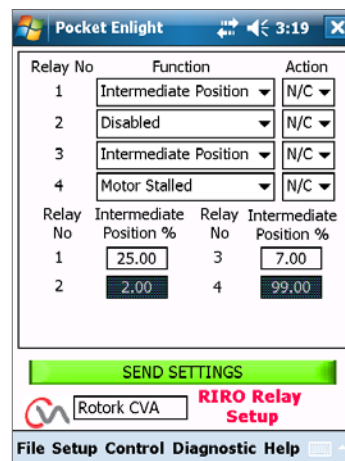 Pocket Enlight 3:19
Relay No Function Action
1 Intermediate Position N/C
2 Disabled N/C
3 Intermediate Position N/C
4 Motor Stalled N/C
Relay Intermediate Relay Intermediate
No Position % No Position %
1 25.00 3 7.00
2 2.00 4 99.00
SEND SETTINGS
Rotork CVA RIRO Relay
Setup
File Setup Control Diagnostic Help